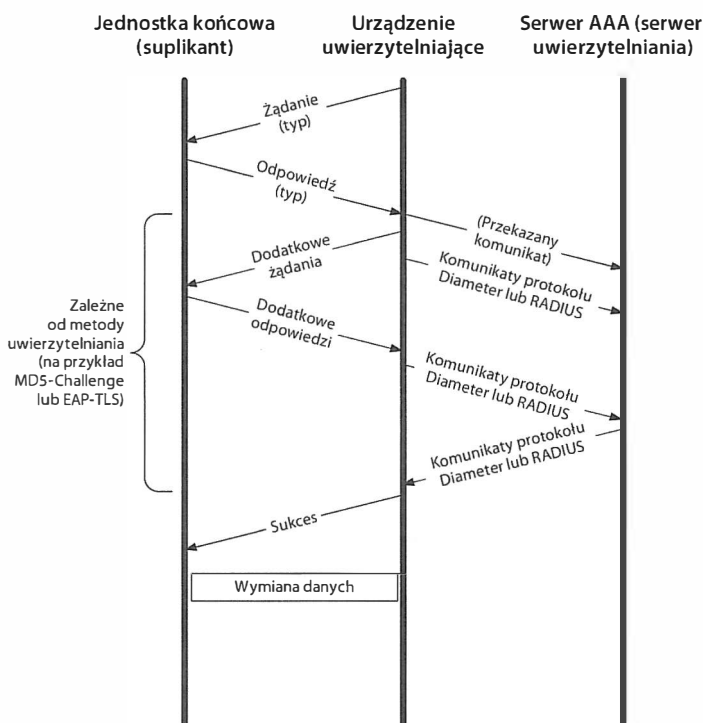 Jednostka końcowa
(suplikant)
Urządzenie
uwierzytelniające
Serwer AAA (serwer
uwierzytelniania)
Żądanie
(typ)
Odpowiedź
(typ)
(Przekazany
komunikat)
Dodatkowe
żądania
Komunikaty protokołu
Diameter lub RADIUS
Zależne
od metody
uwierzytelniania
(na przykład
MD5-Challenge
lub EAP-TLS)
Dodatkowe
odpowiedzi
Komunikaty protokołu
Diameter lub RADIUS
Komunikaty protokołu
Diameter lub RADIUS
Sukces
Wymiana danych